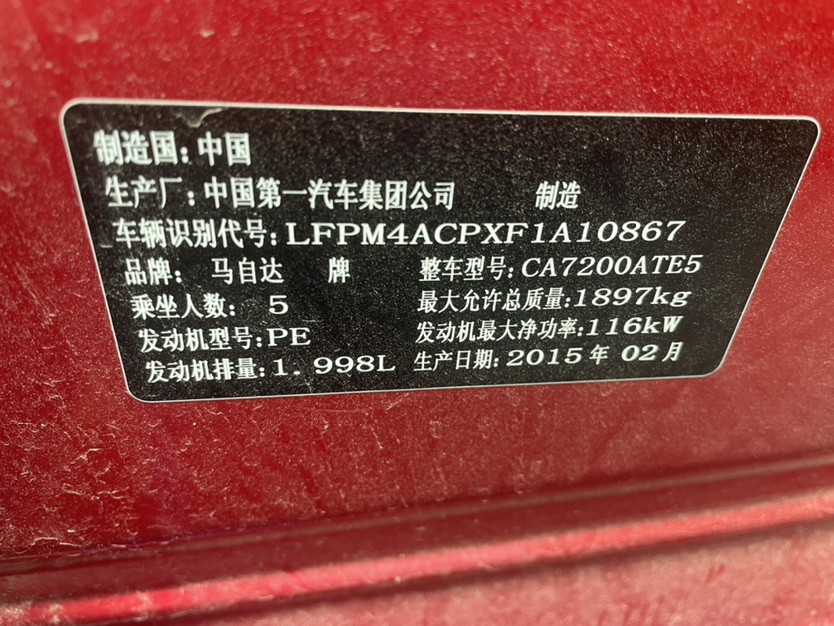 制造国:中国
生产厂:中国第一汽车集团公司 制造
车辆识别代号:LFPM4ACPXF1A10867
品牌: 马自达 牌 整车型号:CA7200ATE5
乘坐人数: 5 最大允许总质量:1897kg
发动机型号:PE 发动机最大净功率:116kW
发动机排量:1.998L 生产日期:2015年 02月